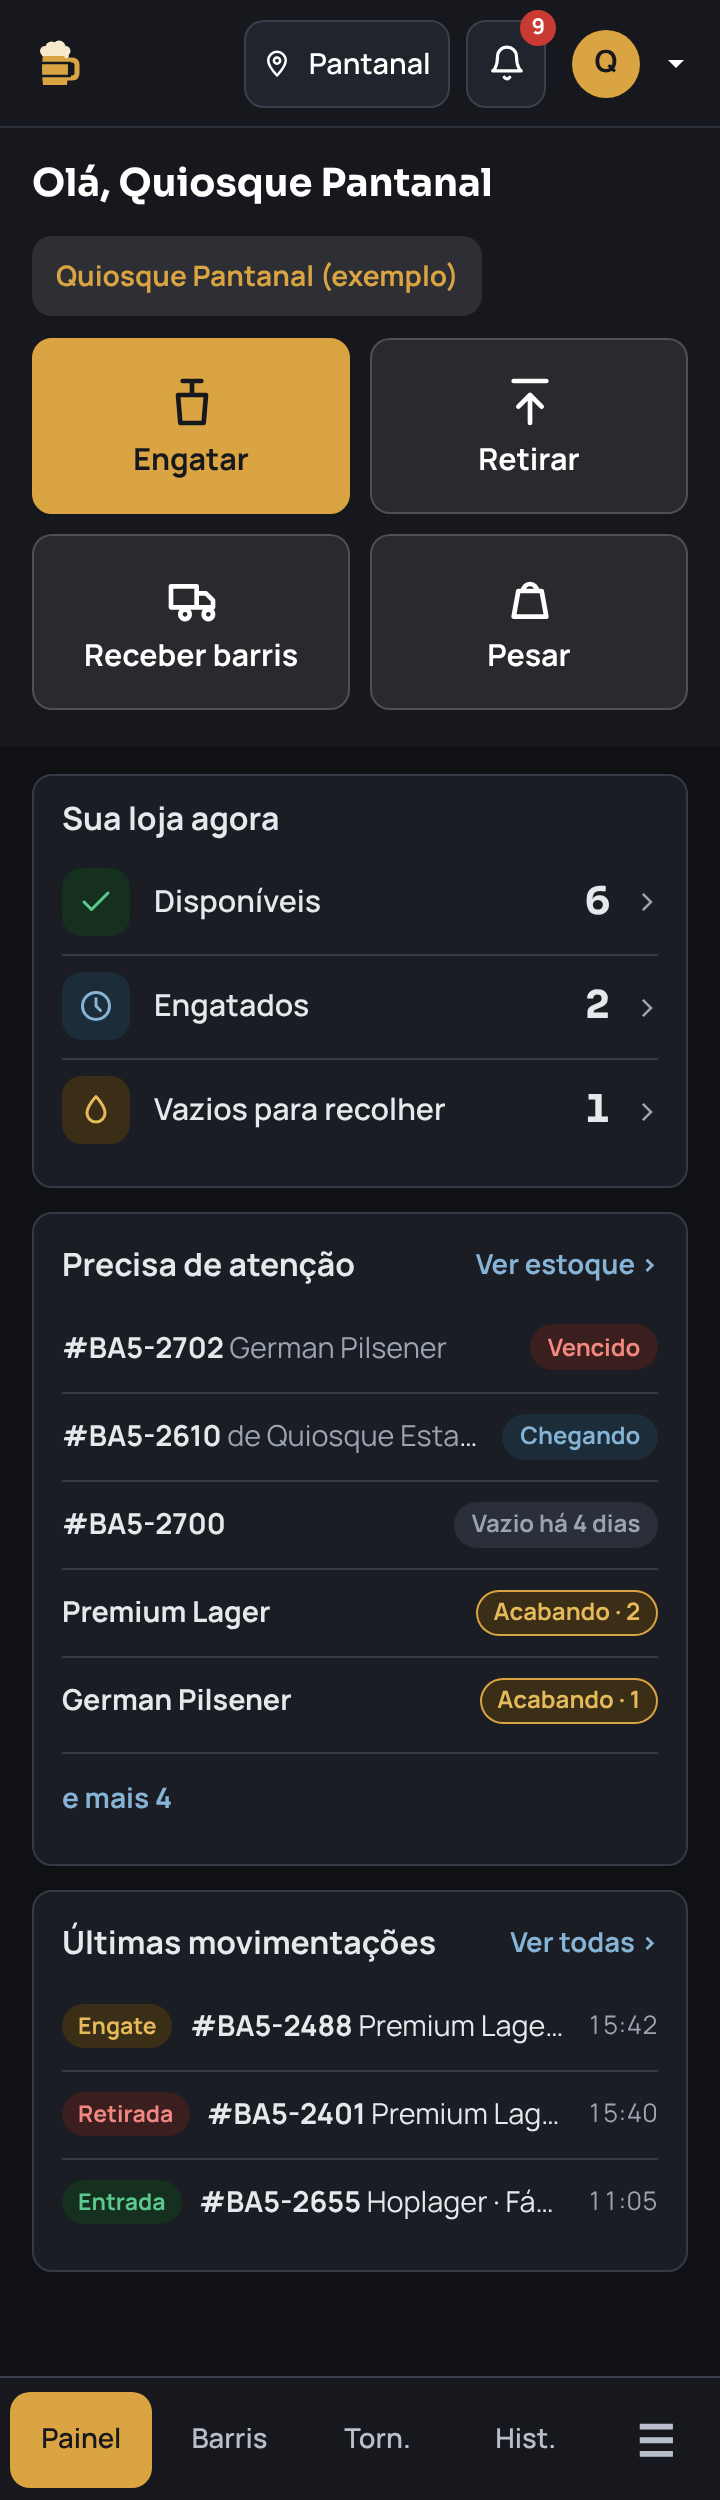 Pantanal
9
Q
Olá, Quiosque Pantanal
Quiosque Pantanal (exemplo)
Engatar
Retirar
Receber barris
Pesar
Sua loja agora
Disponíveis 6
Engatados 2
Vazios para recolher 1
Precisa de atenção Ver estoque ›
#BA5-2702 German Pilsener Vencido
#BA5-2610 de Quiosque Esta... Chegando
#BA5-2700 Vazio há 4 dias
Premium Lager Acabando · 2
German Pilsener Acabando · 1
e mais 4
Últimas movimentações Ver todas ›
Engate #BA5-2488 Premium Lage... 15:42
Retirada #BA5-2401 Premium Lag... 15:40
Entrada #BA5-2655 Hoplager · Fá... 11:05
Painel Barris Torn. Hist.